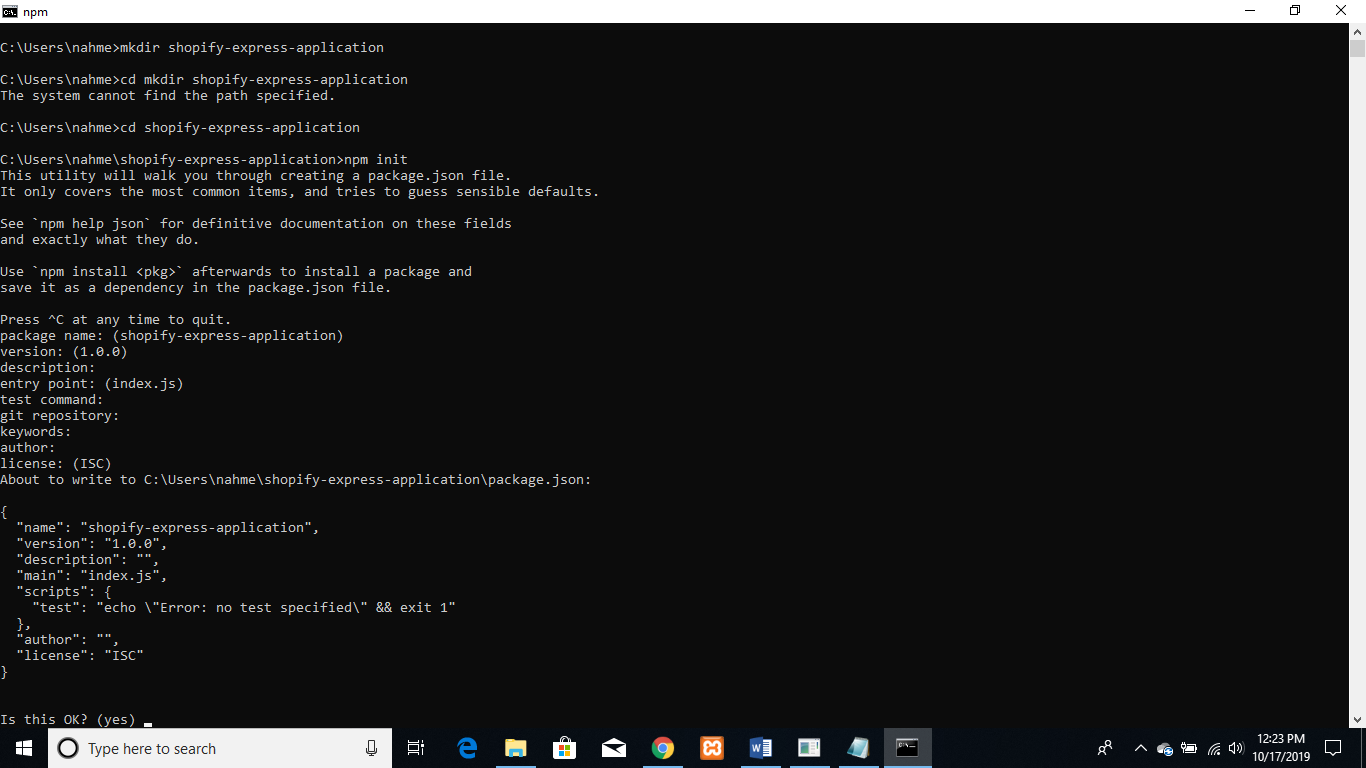 npm
C:\Users\nahme>mkdir shopify-express-application
C:\Users\nahme>cd mkdir shopify-express-application
The system cannot find the path specified.
C:\Users\nahme>cd shopify-express-application
C:\Users\nahme\shopify-express-application>npm init
This utility will walk you through creating a package.json file.
It only covers the most common items, and tries to guess sensible defaults.
See `npm help json` for definitive documentation on these fields
and exactly what they do.
Use `npm install <pkg>` afterwards to install a package and
save it as a dependency in the package.json file.
Press ^C at any time to quit.
package name: (shopify-express-application)
version: (1.0.0)
description:
entry point: (index.js)
test command:
git repository:
keywords:
author:
license: (ISC)
About to write to C:\Users\nahme\shopify-express-application\package.json:
{
  "name": "shopify-express-application",
  "version": "1.0.0",
  "description": "",
  "main": "index.js",
  "scripts": {
    "test": "echo \"Error: no test specified\" && exit 1"
  },
  "author": "",
  "license": "ISC"
}
Is this OK? (yes)
Type here to search
12:23 PM
10/17/2019